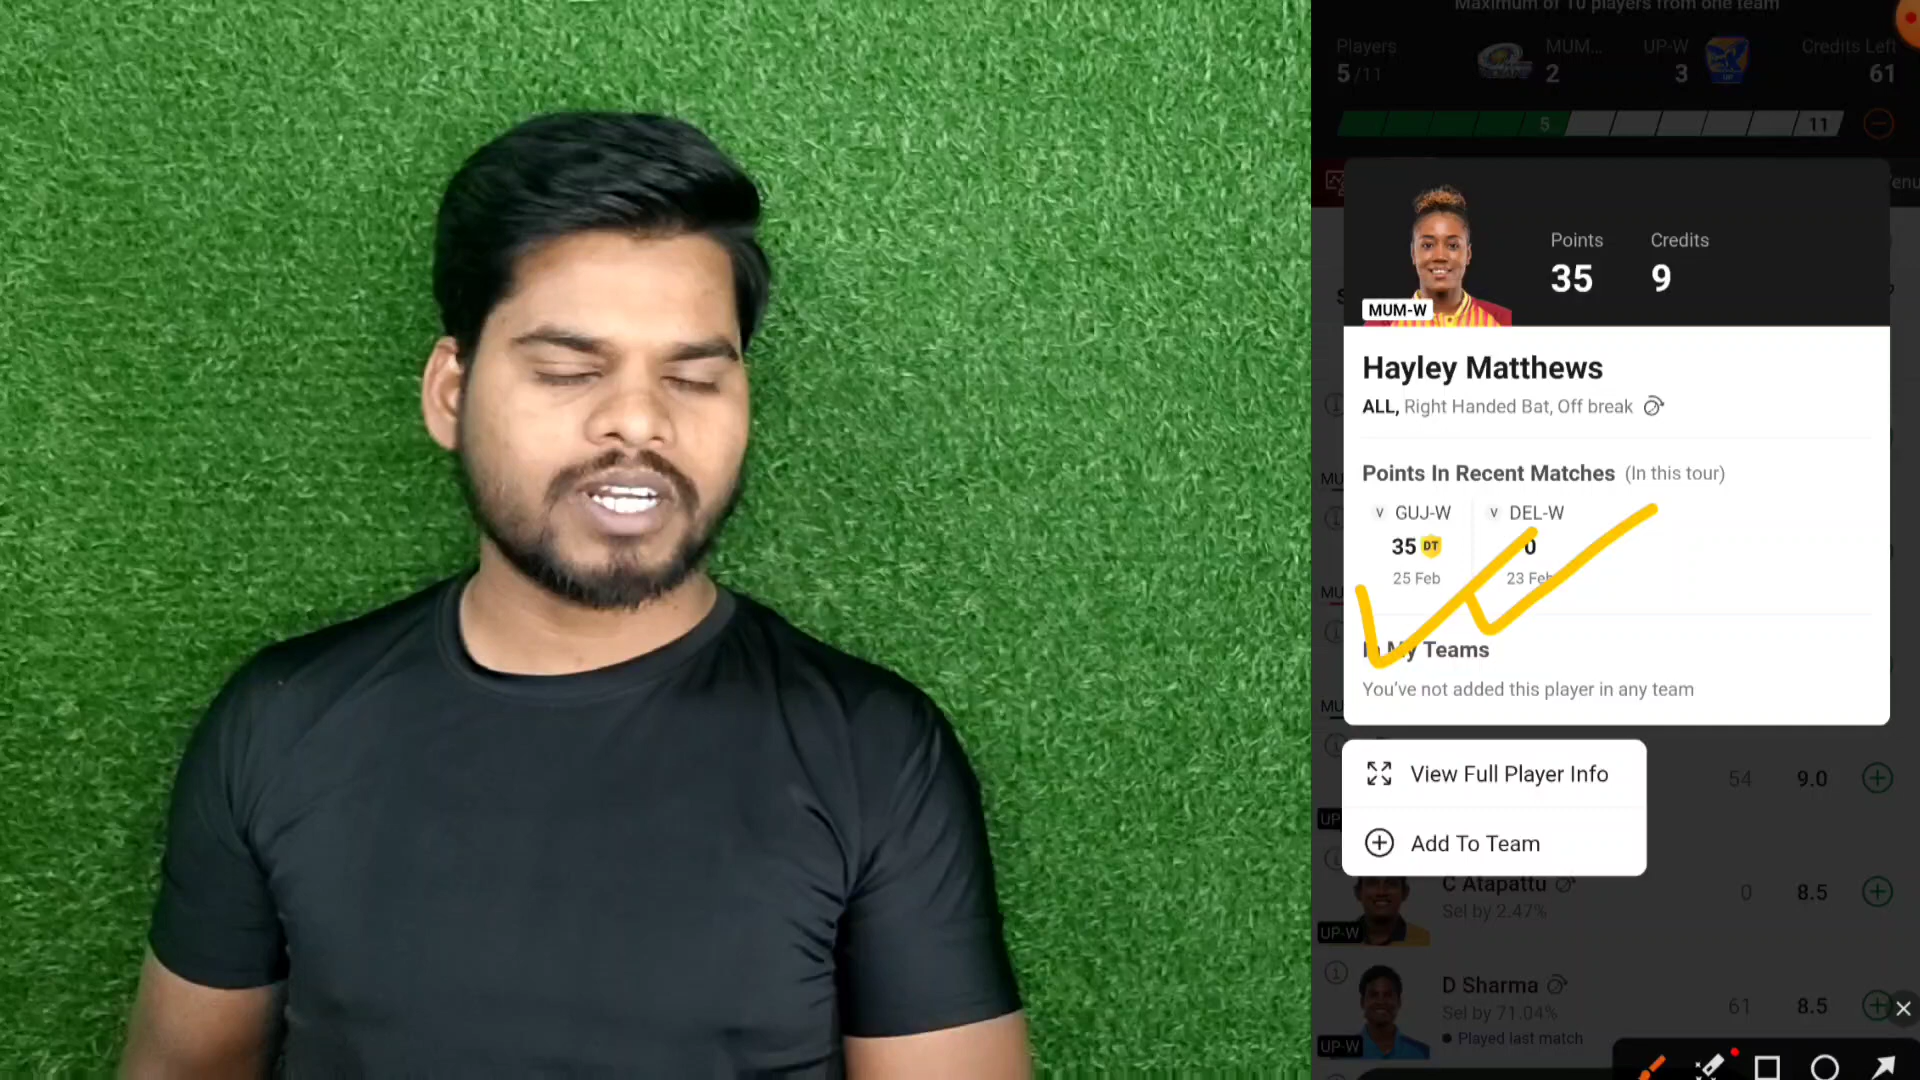 Maximum of 10 players from one team
Players MUM... UP-W Credits Left
5/11 2 3 61
5 11
MUM-W
Points Credits
35 9
Hayley Matthews
ALL, Right Handed Bat, Off break
Points In Recent Matches (In this tour)
V GUJ-W V DEL-W
35 DT 0
25 Feb 23 Feb
In My Teams
You've not added this player in any team
View Full Player Info
54 9.0
Add To Team
C Atapattu 0 8.5
Sel by 2.47%
UP-W
D Sharma 61 8.5
Sel by 71.04%
Played last match
UP-W